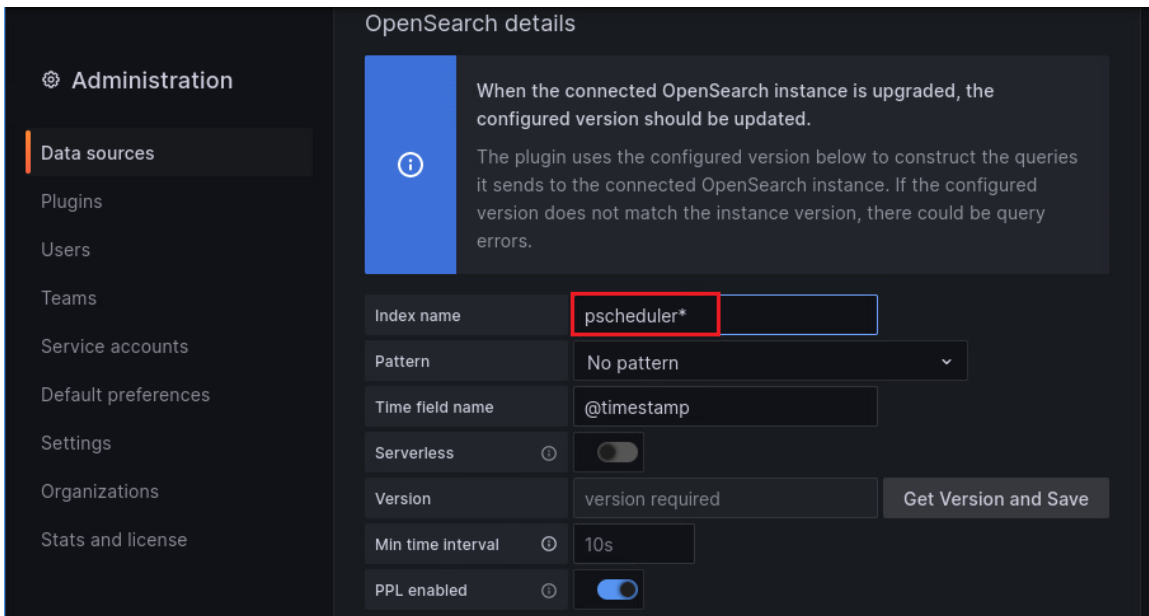 OpenSearch details
Administration
Data sources
Plugins
Users
Teams
Service accounts
Default preferences
Settings
Organizations
Stats and license
When the connected OpenSearch instance is upgraded, the
configured version should be updated.
The plugin uses the configured version below to construct the queries
it sends to the connected OpenSearch instance. If the configured
version does not match the instance version, there could be query
errors.
Index name pscheduler*
Pattern No pattern
Time field name @timestamp
Serverless
Version version required Get Version and Save
Min time interval 10s
PPL enabled